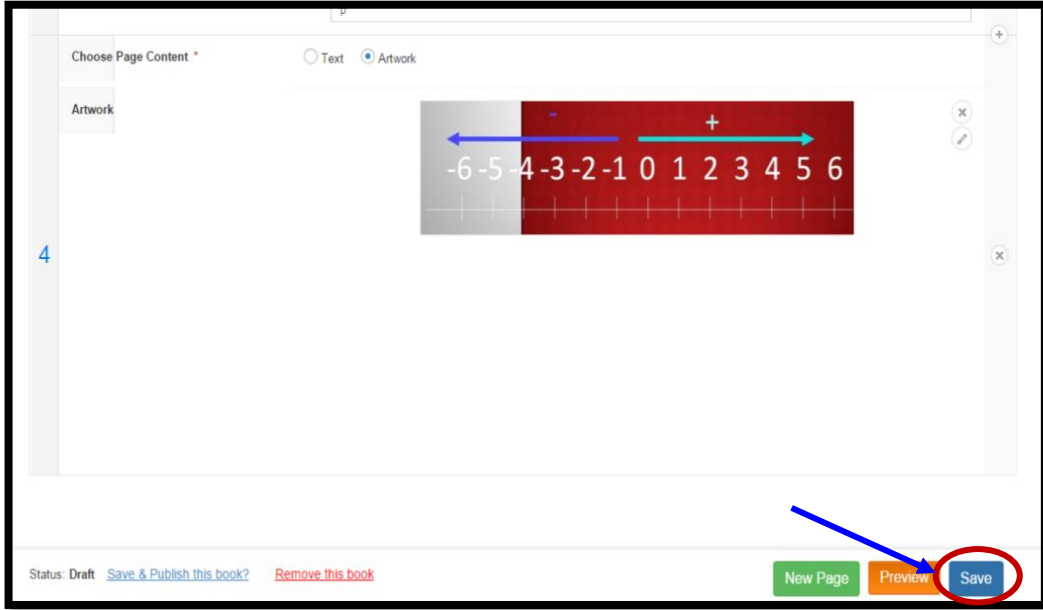 p
Choose Page Content *
Text Artwork
Artwork
- +
-6 -5 -4 -3 -2 -1 0 1 2 3 4 5 6
4
Status: Draft Save & Publish this book? Remove this book
New Page Preview Save